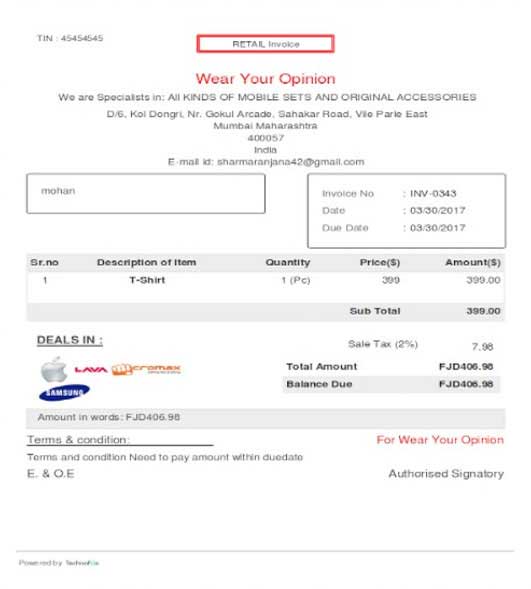 TIN : 45454545
RETAIL Invoice
Wear Your Opinion
We are Specialists in: All KINDS OF MOBILE SETS AND ORIGINAL ACCESSORIES
D/6, Kol Dongri, Nr. Gokul Arcade, Sahakar Road, Vile Parle East
Mumbai Maharashtra
400057
India
E-mail id: sharmaranjana42@gmail.com
mohan
Invoice No : INV-0343
Date : 03/30/2017
Due Date : 03/30/2017
Sr.no Description of Item Quantity Price($) Amount($)
1 T-Shirt 1 (Pc) 399 399.00
Sub Total 399.00
DEALS IN :
Sale Tax (2%) 7.98
LAVA micromax
Total Amount FJD406.98
SAMSUNG
Balance Due FJD406.98
Amount in words: FJD406.98
Terms & condition: For Wear Your Opinion
Terms and condition Need to pay amount within duedate
E. & O.E Authorised Signatory
Powered by